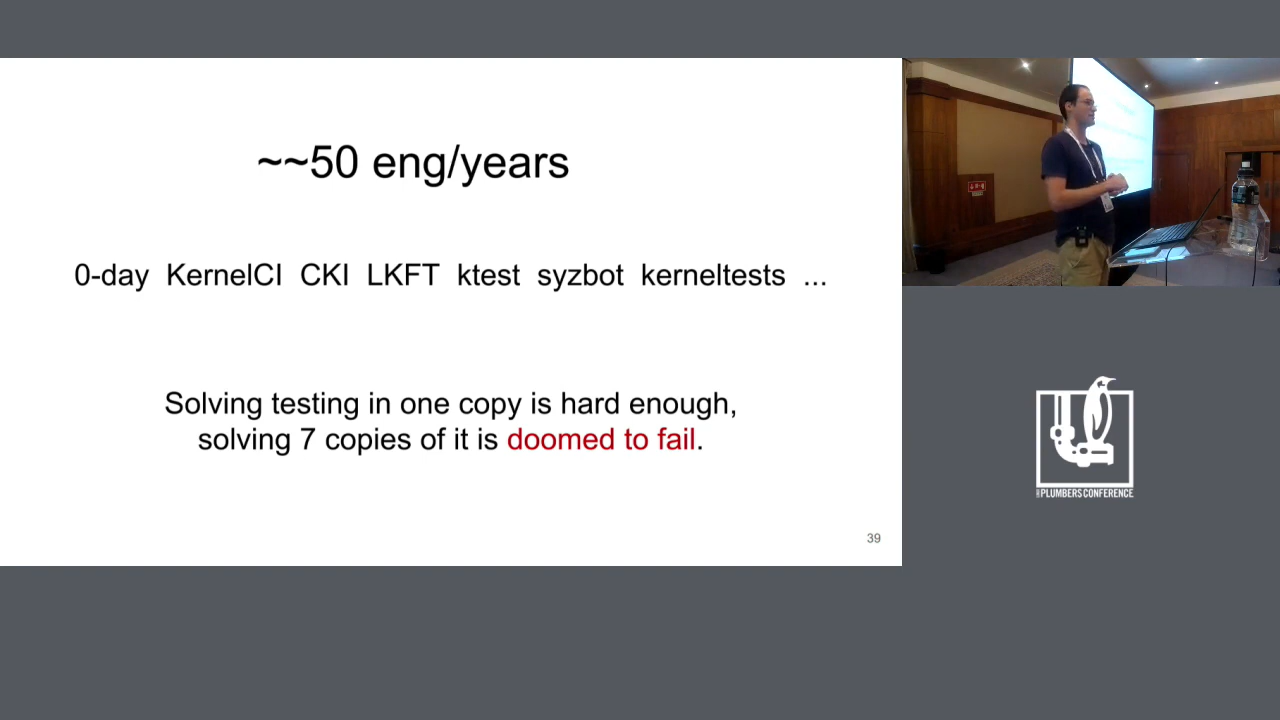 ~~50 eng/years
0-day KernelCI CKI LKFT ktest syzbot kerneltests ...
Solving testing in one copy is hard enough,
solving 7 copies of it is doomed to fail.
39
PLUMBERS CONFERENCE